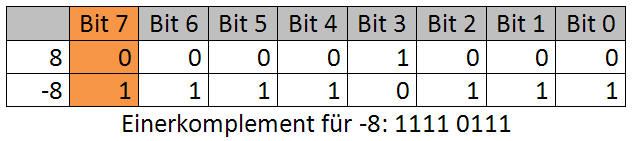 Bit 7 Bit 6 Bit 5 Bit 4 Bit 3 Bit 2 Bit 1 Bit 0
8 0 0 0 0 1 0 0 0
-8 1 1 1 1 0 1 1 1
Einerkomplement für -8: 1111 0111